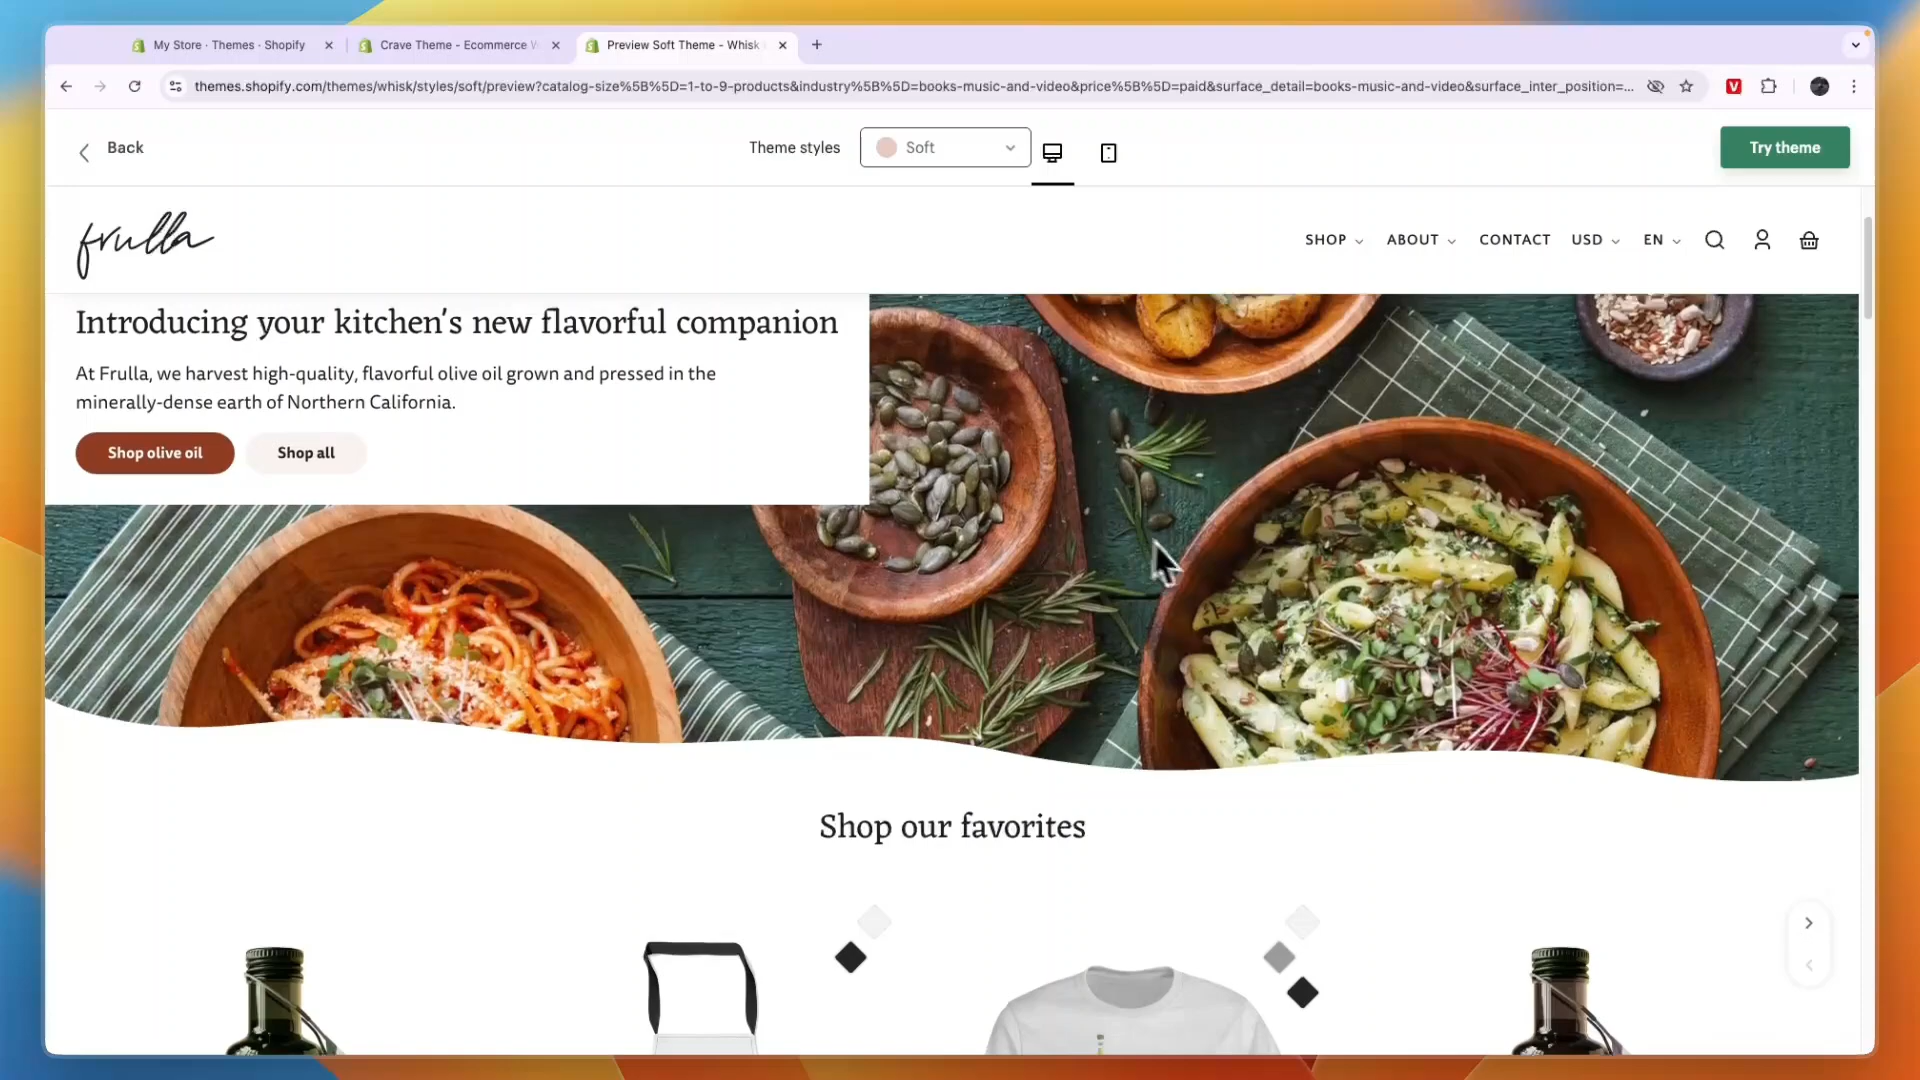 My Store · Themes · Shopify
Crave Theme - Ecommerce W
Preview Soft Theme - Whisk
themes.shopify.com/themes/whisk/styles/soft/preview?catalog-size%5B%5D=1-to-9-products&industry%5B%5D=books-music-and-video&price%5B%5D=paid&surface_detail=books-music-and-video&surface_inter_position=...
V
Back
Theme styles
Soft
Try theme
frulla
SHOP
ABOUT
CONTACT
USD
EN
Introducing your kitchen's new flavorful companion
At Frulla, we harvest high-quality, flavorful olive oil grown and pressed in the
minerally-dense earth of Northern California.
Shop olive oil
Shop all
Shop our favorites